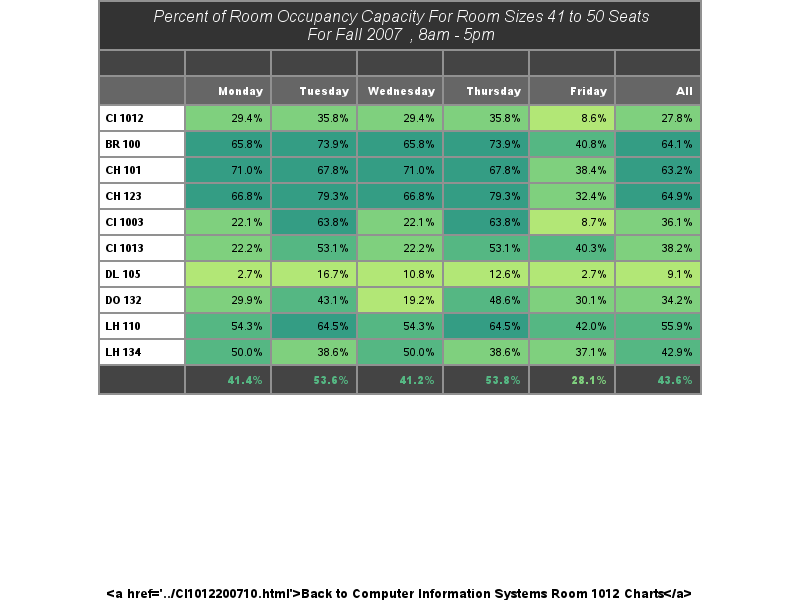 Percent of Room Occupancy Capacity For Room Sizes 41 to 50 Seats
For Fall 2007 , 8am - 5pm
Monday Tuesday Wednesday Thursday Friday All
CI 1012 29.4% 35.8% 29.4% 35.8% 8.6% 27.8%
BR 100 65.8% 73.9% 65.8% 73.9% 40.8% 64.1%
CH 101 71.0% 67.8% 71.0% 67.8% 38.4% 63.2%
CH 123 66.8% 79.3% 66.8% 79.3% 32.4% 64.9%
CI 1003 22.1% 63.8% 22.1% 63.8% 8.7% 36.1%
CI 1013 22.2% 53.1% 22.2% 53.1% 40.3% 38.2%
DL 105 2.7% 16.7% 10.8% 12.6% 2.7% 9.1%
DO 132 29.9% 43.1% 19.2% 48.6% 30.1% 34.2%
LH 110 54.3% 64.5% 54.3% 64.5% 42.0% 55.9%
LH 134 50.0% 38.6% 50.0% 38.6% 37.1% 42.9%
41.4% 53.6% 41.2% 53.8% 28.1% 43.6%
<a href='../CI1012200710.html'>Back to Computer Information Systems Room 1012 Charts</a>